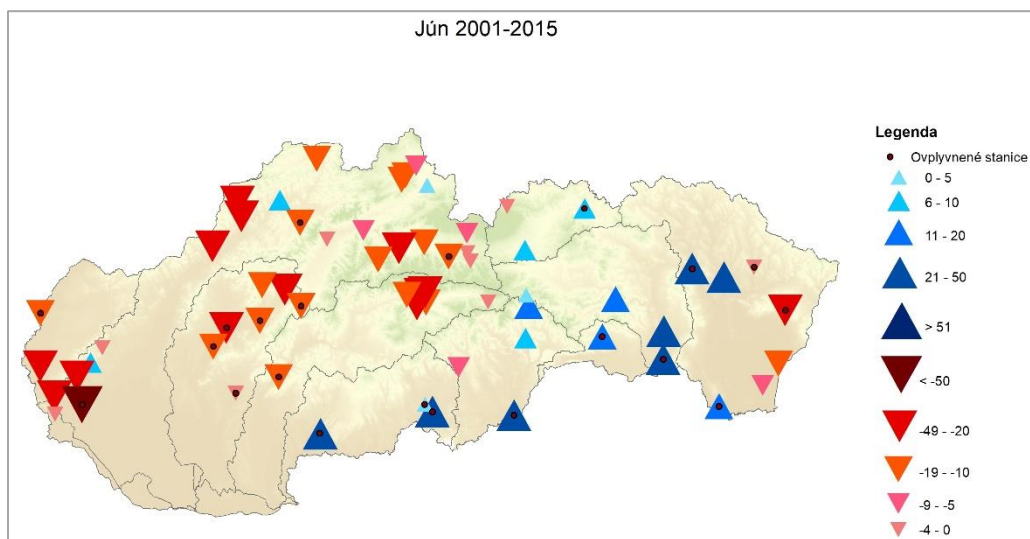 Jún 2001-2015
Legenda
Ovplyvnené stanice
0 - 5
6 - 10
11 - 20
21 - 50
> 51
< -50
-49 - -20
-19 - -10
-9 - -5
-4 - 0